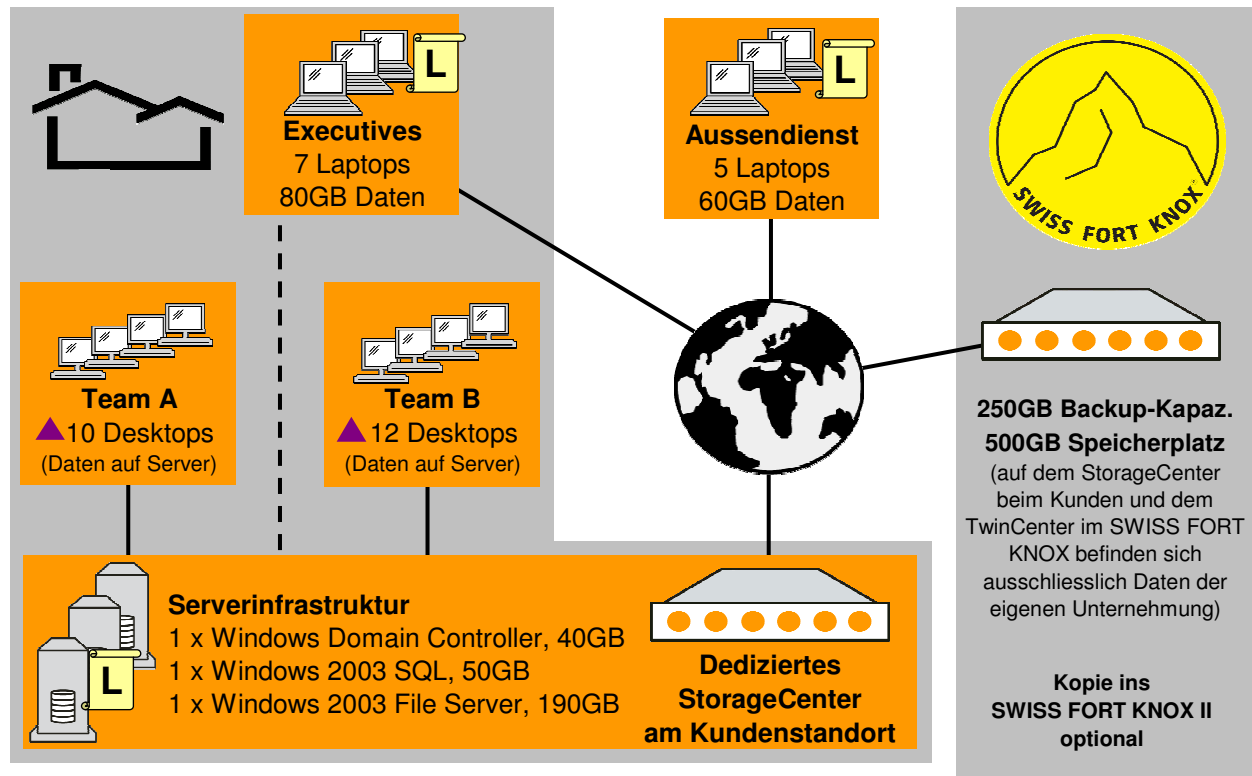 L
Executives
7 Laptops
80GB Daten
L
Aussendienst
5 Laptops
60GB Daten
SWISS FORT KNOX
Team A
10 Desktops
(Daten auf Server)
Team B
12 Desktops
(Daten auf Server)
250GB Backup-Kapaz.
500GB Speicherplatz
(auf dem StorageCenter
beim Kunden und dem
TwinCenter im SWISS FORT
KNOX befinden sich
ausschliesslich Daten der
eigenen Unternehmung)
Kopie ins
SWISS FORT KNOX II
optional
L
Serverinfrastruktur
1 x Windows Domain Controller, 40GB
1 x Windows 2003 SQL, 50GB
1 x Windows 2003 File Server, 190GB
Dediziertes
StorageCenter
am Kundenstandort